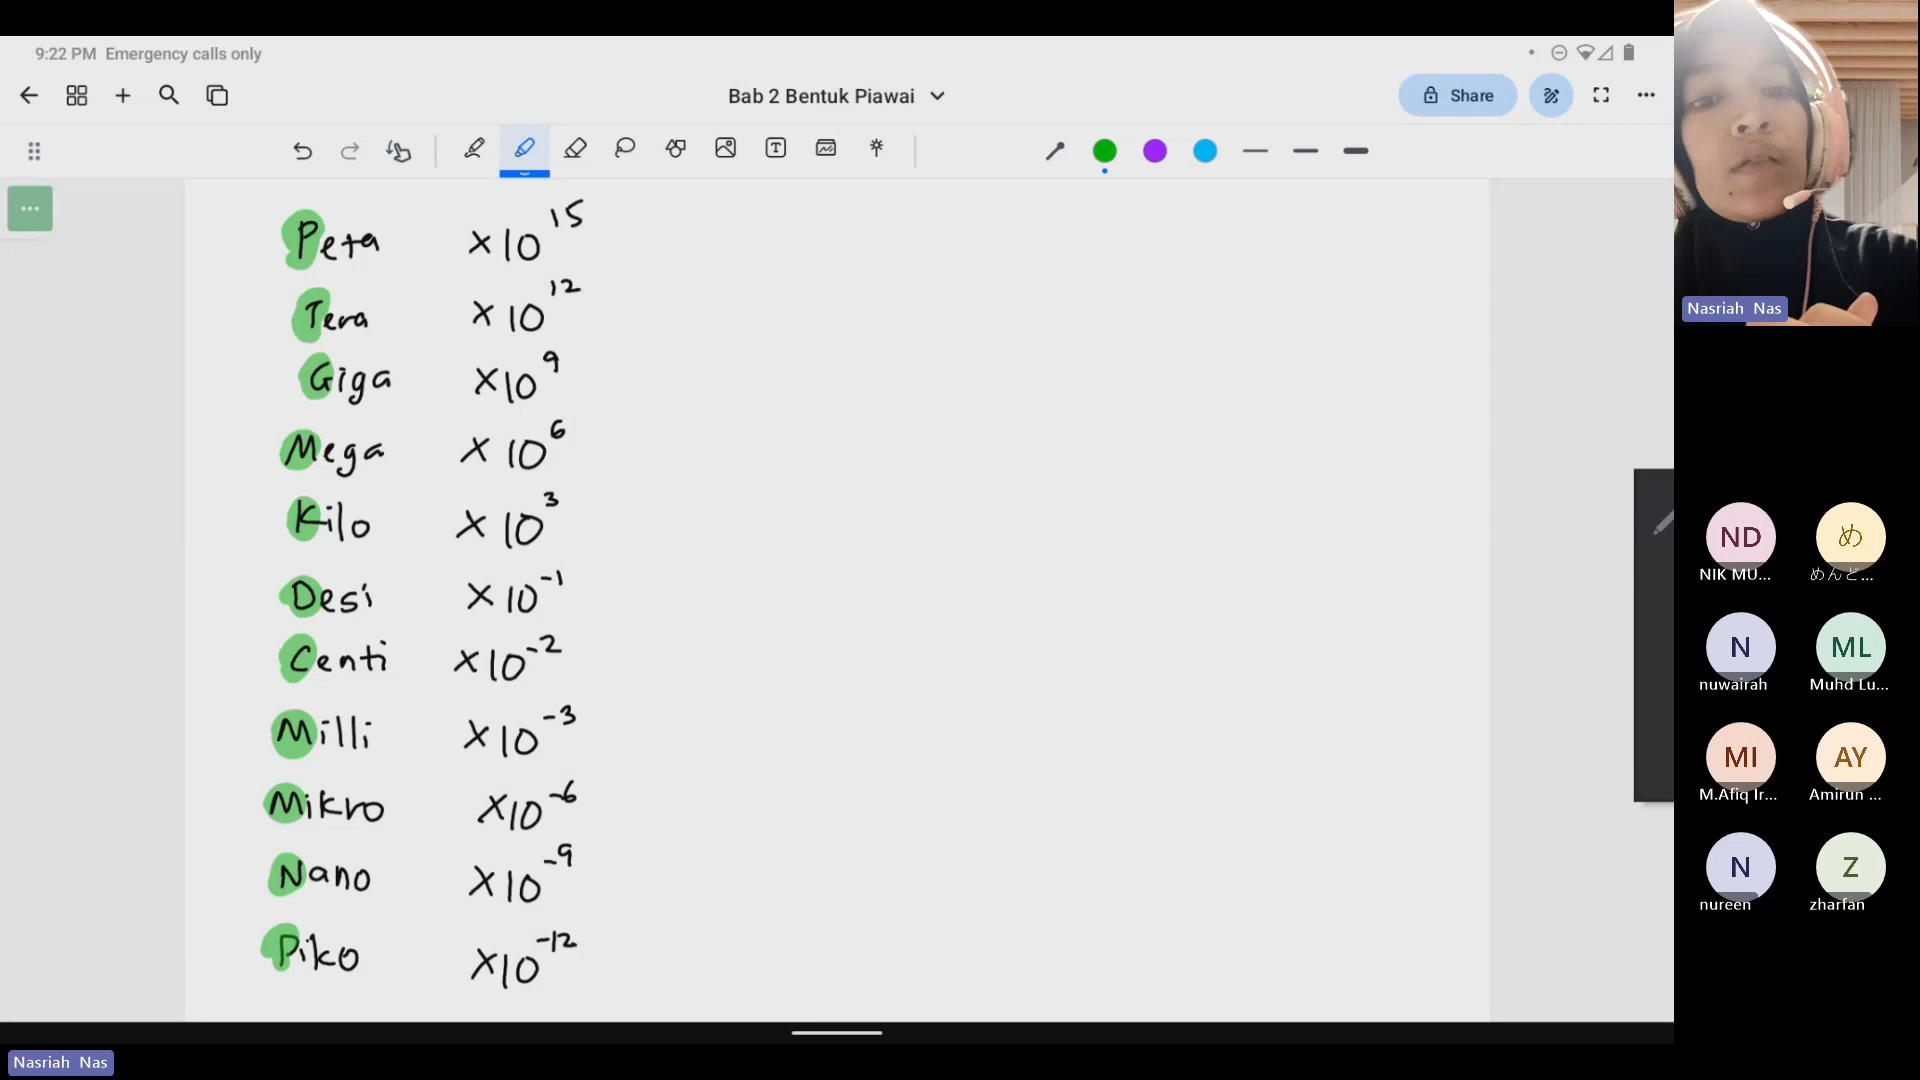 9:22 PM Emergency calls only
Bab 2 Bentuk Piawai
Share
Peta ×10^15
Tera ×10^12
Giga ×10^9
Mega ×10^6
Kilo ×10^3
Desi ×10^-1
Centi ×10^-2
Milli ×10^-3
Mikro ×10^-6
Nano ×10^-9
Piko ×10^-12
Nasriah Nas
ND め
NIK MU... めんど...
N ML
nuwairah Muhd Lu...
MI AY
M.Afiq Ir... Amirun ...
N Z
nureen zharfan
Nasriah Nas